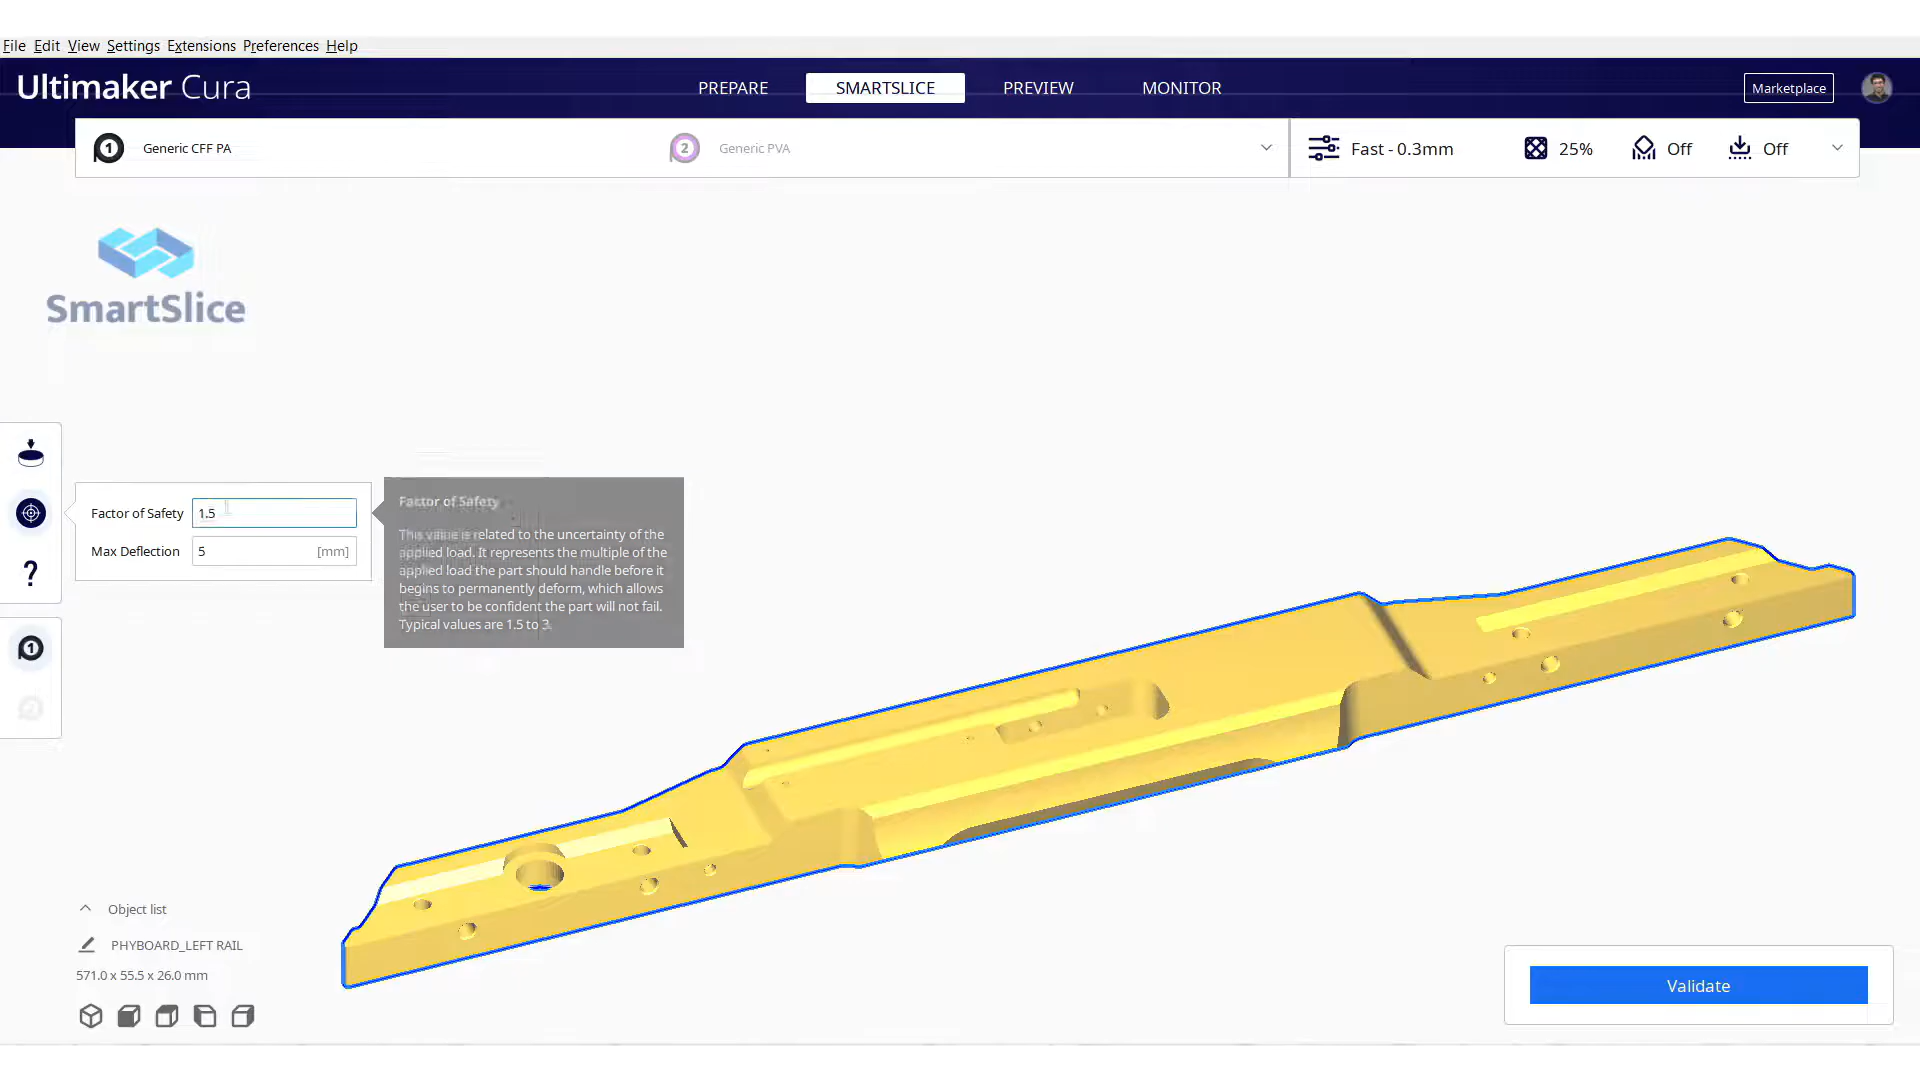 File Edit View Settings Extensions Preferences Help
Ultimaker Cura
PREPARE
SMARTSLICE
PREVIEW
MONITOR
Marketplace
1
Generic CFF PA
2
Generic PVA
Fast - 0.3mm
25%
Off
Off
SmartSlice
Factor of Safety
1.5
Max Deflection
5
[mm]
?
1
Factor of Safety
This value is related to the uncertainty of the
applied load. It represents the multiple of the
applied load the part should handle before it
begins to permanently deform, which allows
the user to be confident the part will not fail.
Typical values are 1.5 to 3.
Object list
PHYBOARD_LEFT RAIL
571.0 x 55.5 x 26.0 mm
Validate